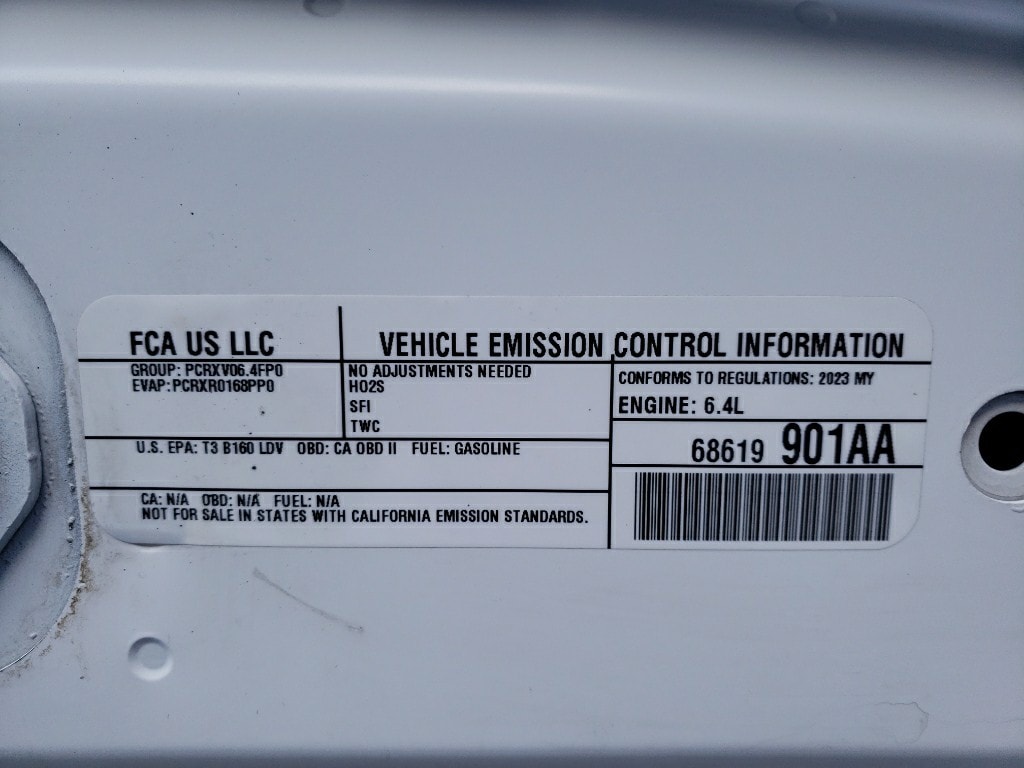 FCA US LLC
VEHICLE EMISSION CONTROL INFORMATION
GROUP: PCRXV06.4FP0
EVAP:PCRXR0168PP0
NO ADJUSTMENTS NEEDED
HO2S
SFI
TWC
CONFORMS TO REGULATIONS: 2023 MY
ENGINE: 6.4L
68619 901AA
U.S. EPA: T3 B160 LDV OBD: CA OBD II FUEL: GASOLINE
CA: N/A OBD: N/A FUEL: N/A
NOT FOR SALE IN STATES WITH CALIFORNIA EMISSION STANDARDS.